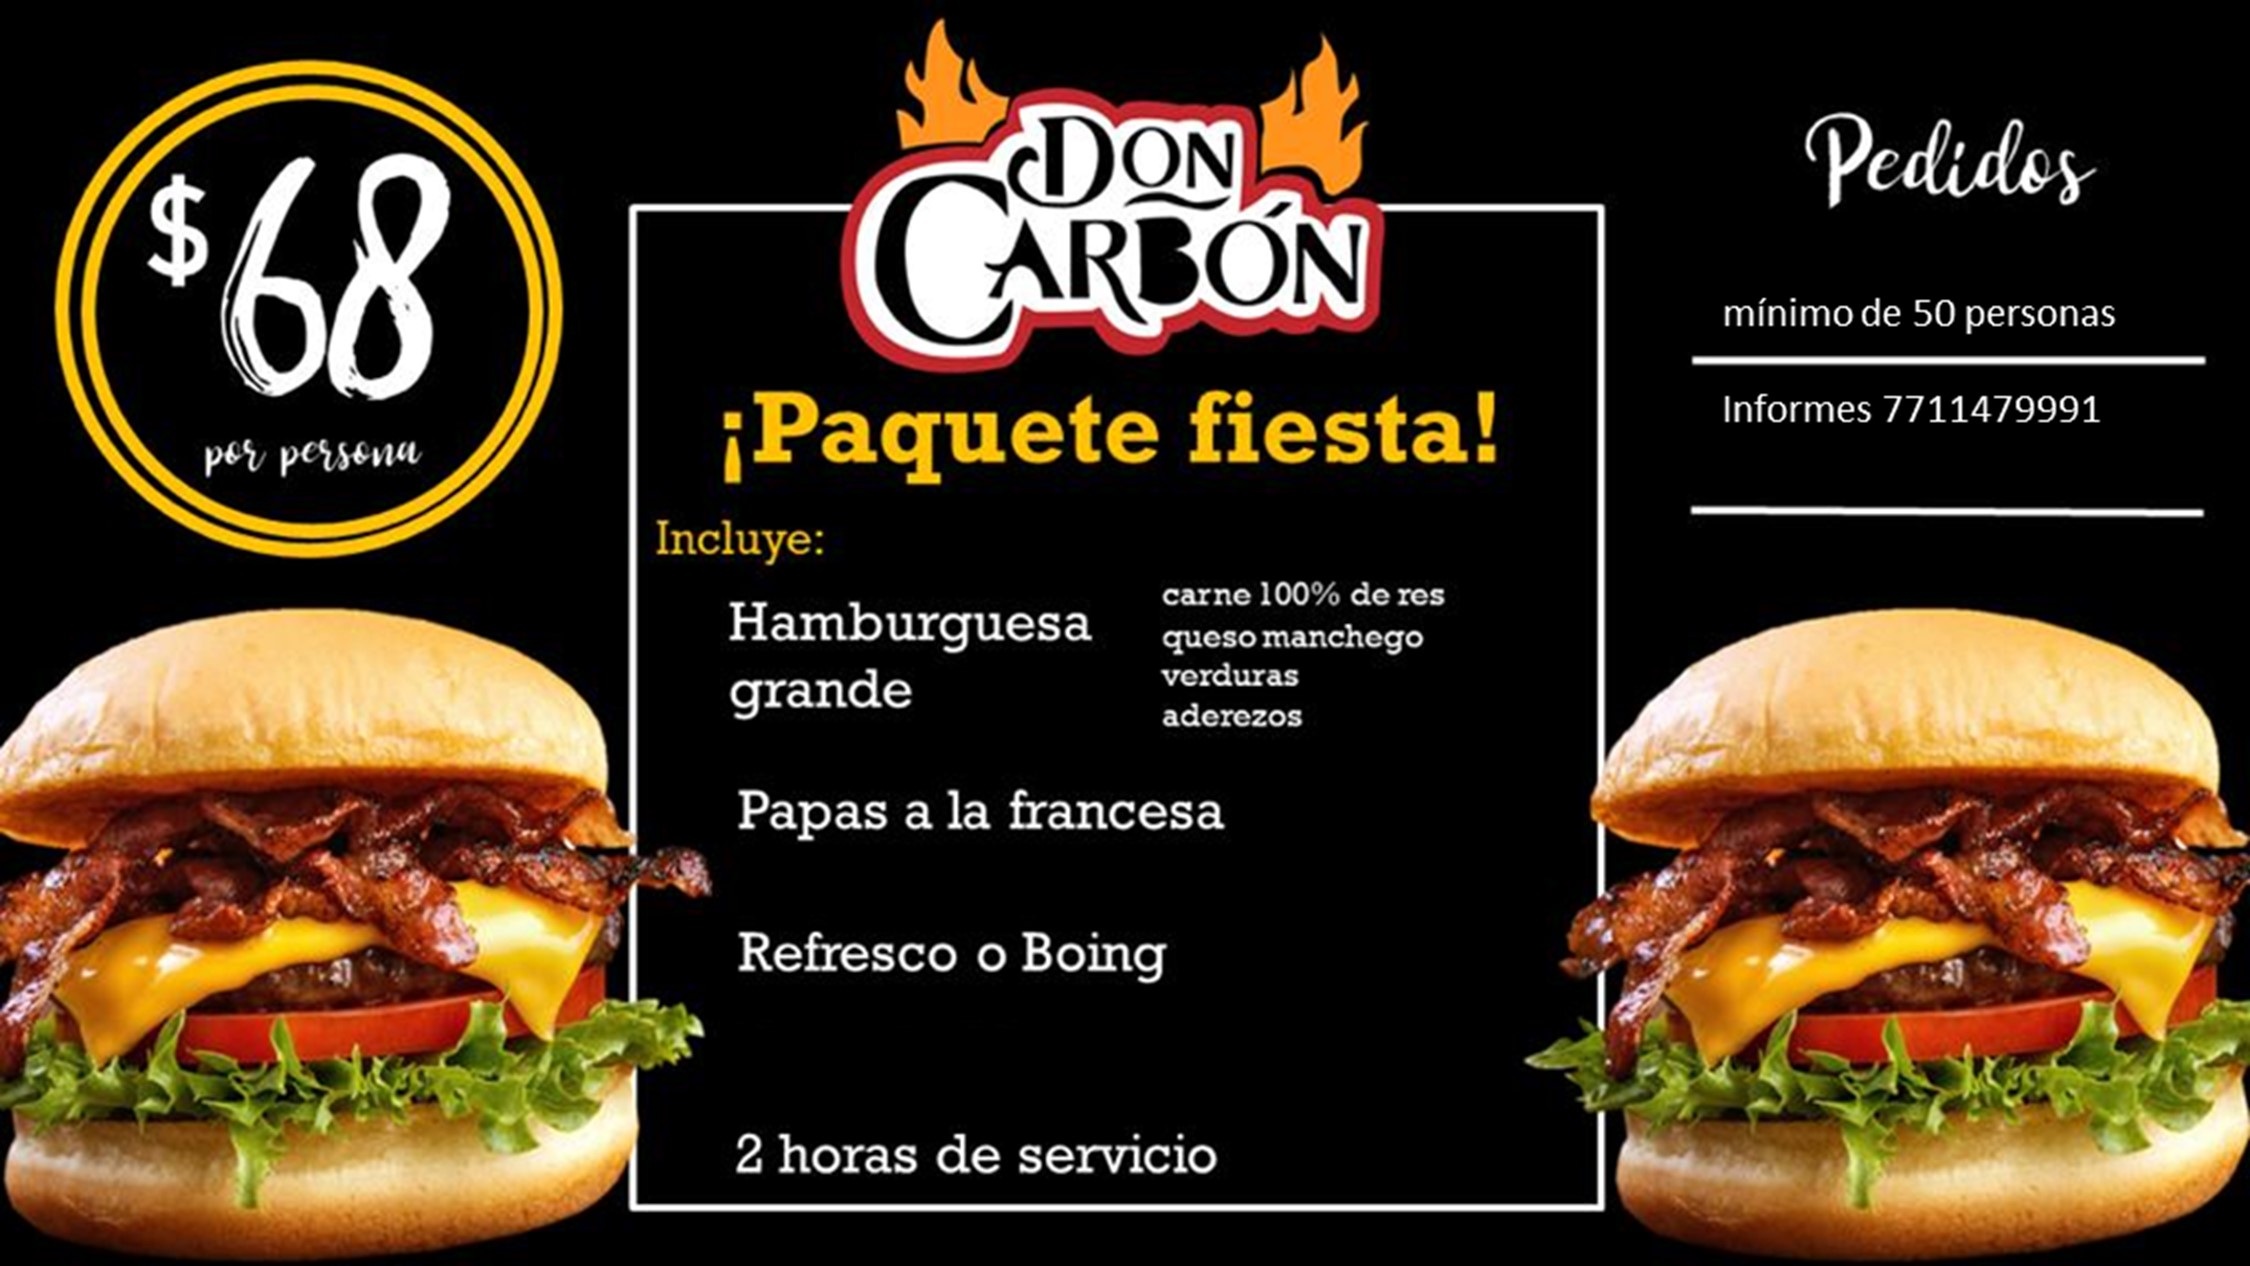 $68
por persona
DON
CARBÓN
¡Paquete fiesta!
Incluye:
Hamburguesa
grande
carne 100% de res
queso manchego
verduras
aderezos
Papas a la francesa
Refresco o Boing
2 horas de servicio
Pedidos
mínimo de 50 personas
Informes 7711479991